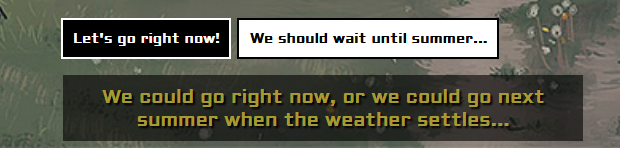 Let's go right now!
We should wait until summer...
We could go right now, or we could go next
summer when the weather settles...